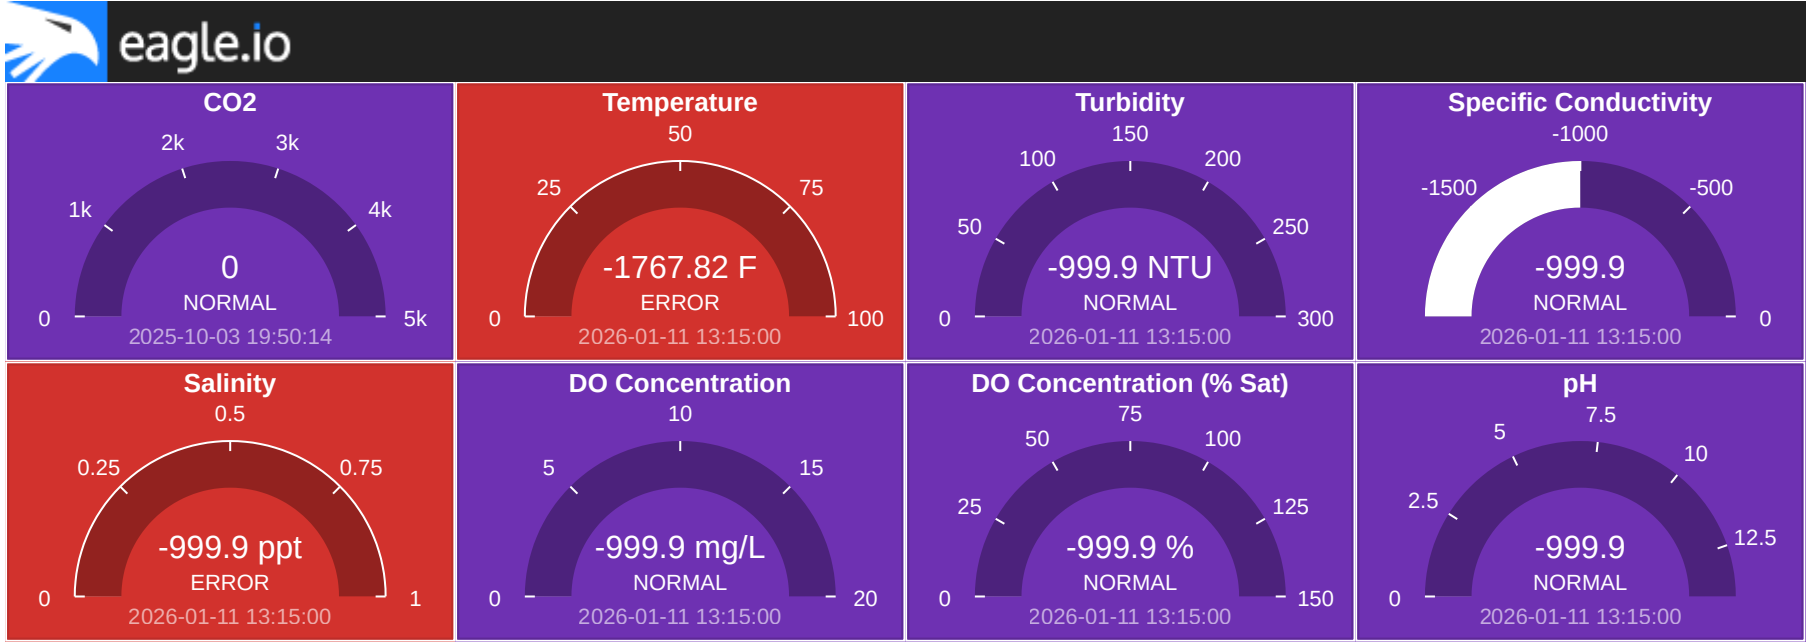 eagle.io
CO2
2k
3k
1k
4k
0
NORMAL
0
5k
2025-10-03 19:50:14
Temperature
50
25
75
-1767.82 F
ERROR
0
100
2026-01-11 13:15:00
Turbidity
150
100
200
50
250
-999.9 NTU
NORMAL
0
300
2026-01-11 13:15:00
Specific Conductivity
-1000
-1500
-500
-999.9
NORMAL
0
2026-01-11 13:15:00
Salinity
0.5
0.25
0.75
-999.9 ppt
ERROR
0
1
2026-01-11 13:15:00
DO Concentration
10
5
15
-999.9 mg/L
NORMAL
0
20
2026-01-11 13:15:00
DO Concentration (% Sat)
75
50
100
25
125
-999.9 %
NORMAL
0
150
2026-01-11 13:15:00
pH
7.5
5
10
2.5
12.5
-999.9
NORMAL
0
2026-01-11 13:15:00